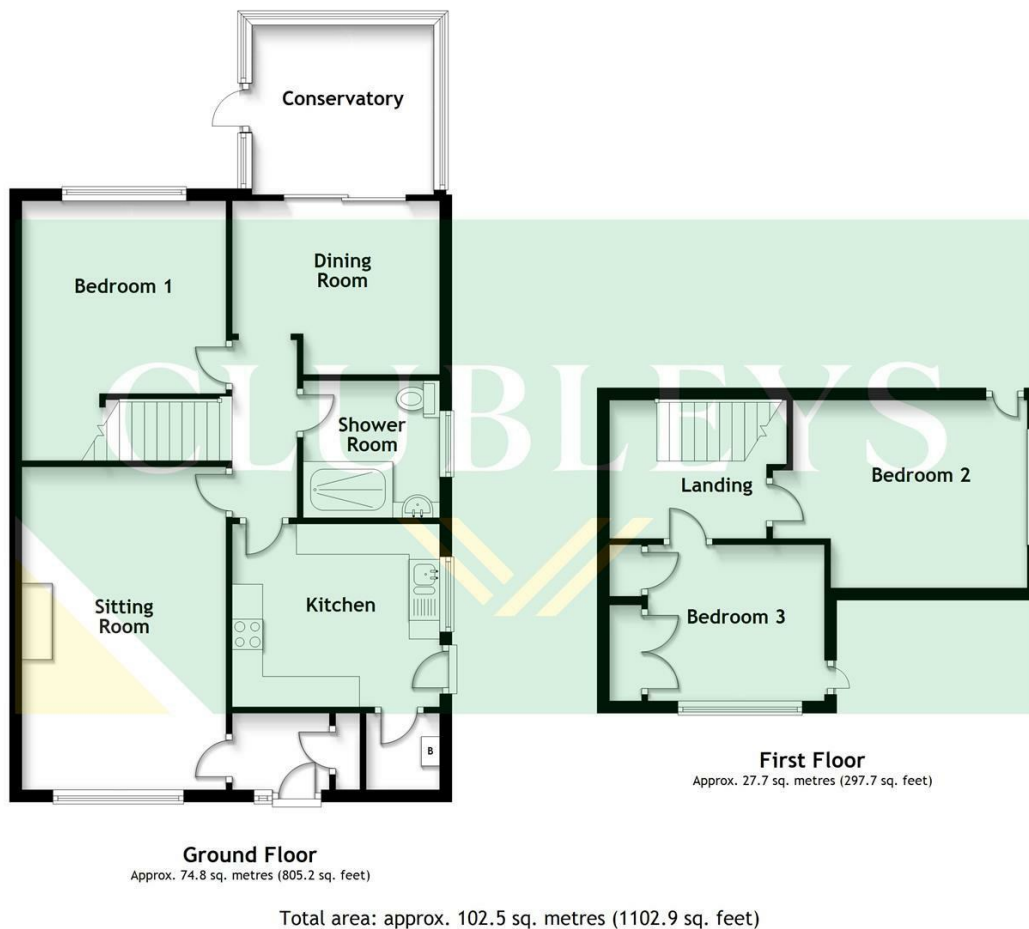 Conservatory
Bedroom 1
Dining
Room
CLUBLEYS
Shower
Room
Sitting
Room
Kitchen
B
Ground Floor
Approx. 74.8 sq. metres (805.2 sq. feet)
Landing
Bedroom 2
Bedroom 3
First Floor
Approx. 27.7 sq. metres (297.7 sq. feet)
Total area: approx. 102.5 sq. metres (1102.9 sq. feet)